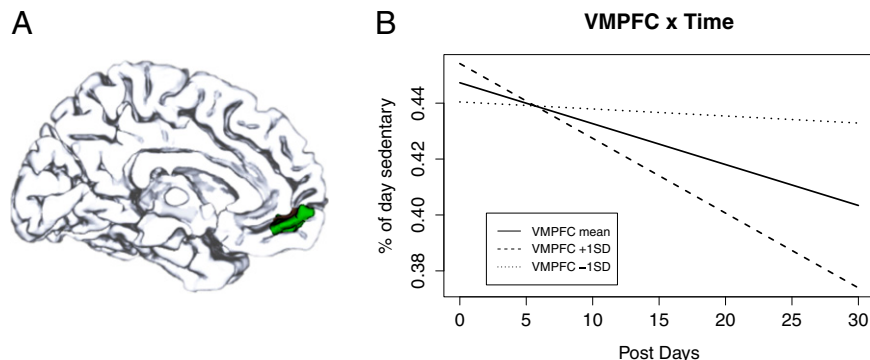 A
B
VMPFC x Time
% of day sedentary
0.44
0.42
0.40
0.38
VMPFC mean
VMPFC +1SD
VMPFC −1SD
0 5 10 15 20 25 30
Post Days